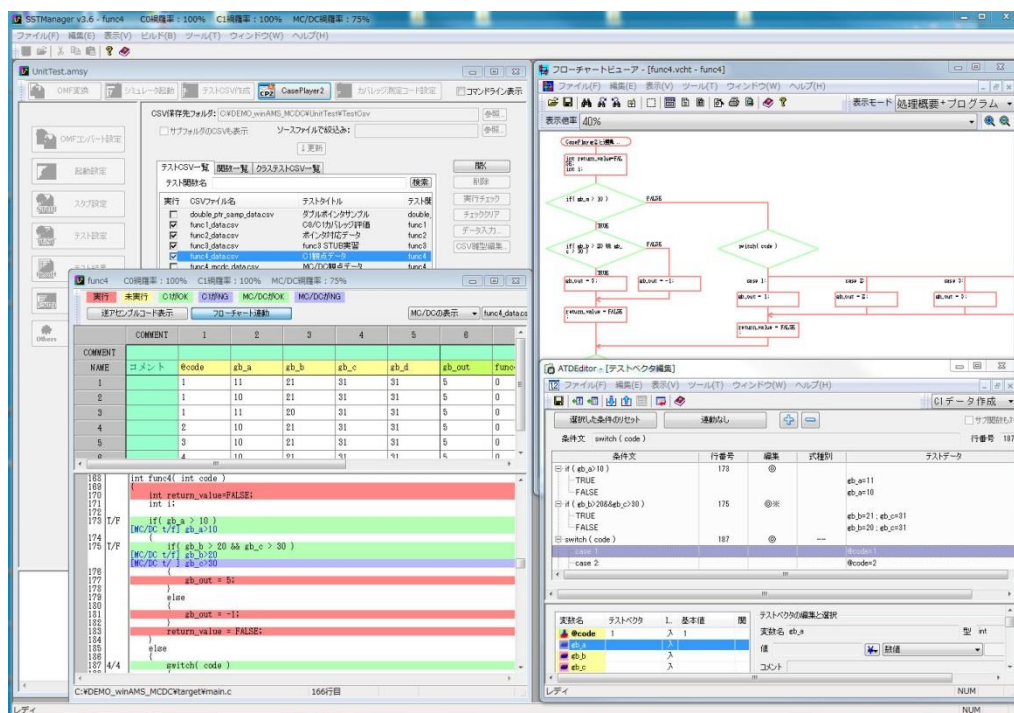 SSTManager v3.6 - func4 C0網羅率：100% C1網羅率：100% MC/DC網羅率：75%
ファイル(F) 編集(E) 表示(V) ビルド(B) ツール(T) ウィンドウ(W) ヘルプ(H)
UnitTest.amsy
OMF変換 シミュレータ起動 テストCSV作成 CasePlayer2 カバレッジ測定コード設定 コマンドライン表示
CSV保存先フォルダ: C:¥DEMO_winAMS_MCDC¥UnitTest¥TestCsv 参照...
サブフォルダのCSVも表示 ソースファイルで絞込み: 参照...
↓更新
OMFコンバート設定
起動設定
スタブ設定
テスト設定
Others
テストCSV一覧 関数一覧 クラステストCSV一覧
テスト関数名 検索
開く
削除
実行チェック
チェッククリア
データ入力...
CSV雛型編集...
実行 CSVファイル名 テストタイトル テスト関
double_ptr_samp_data.csv ダブルポインタサンプル double_
func1_data.csv C0/C1カバレッジ評価 func1
func2_data.csv ポインタ対応データ func2
func3_data.csv func3 STUB実習 func3
func4_data.csv C1観点データ func4
func4_mcdc_data.csv MC/DC観点データ func4
func4 C0網羅率：100% C1網羅率：100% MC/DC網羅率：75%
実行 未実行 C1がOK C1がNG MC/DCがOK MC/DCがNG
逆アセンブルコード表示 フローチャート連動 MC/DCの表示 func4_data.cs
COMMENT 1 2 3 4 5 6
COMMENT
NAME コメント @code gb_a gb_b gb_c gb_d gb_out func
1 1 11 21 31 31 5 0
2 1 10 21 31 31 5 0
3 1 11 20 31 31 5 0
4 2 10 21 31 31 5 0
5 3 10 21 31 31 5 0
6 4 10 21 31 31 5 0
168 int func4( int code )
169 {
170 int return_value=FALSE;
171 int i;
172
173 T/F if( gb_a > 10 )
[MC/DC t/f] gb_a>10
174 {
175 T/F if( gb_b > 20 && gb_c > 30 )
[MC/DC t/f] gb_b>20
[MC/DC t/ ] gb_c>30
176 {
177 gb_out = 5;
178 }
179 else
180 {
181 gb_out = -1;
182 }
183 return_value = FALSE;
184 }
185 else
186 {
187 4/4 switch( code )
C:¥DEMO_winAMS_MCDC¥target¥main.c 166行目
レディ
フローチャートビューア - [func4.vcht - func4]
ファイル(F) 編集(E) 表示(V) ツール(T) ウィンドウ(W) ヘルプ(H)
表示モード 処理概要+プログラム
表示倍率 40%
int return_value=FALSE;
int i;
if( gb_a > 10 ) FALSE
TRUE
if( gb_b > 20 && gb_c > 30 ) FALSE
switch( code )
TRUE
case 1: case 2: case 3:
gb_out = 5; gb_out = -1; gb_out = 1; gb_out = 2; gb_out = 3;
return_value = FALSE;
return_value = FALSE
ATDEditor - [テストベクタ編集]
ファイル(F) 編集(E) 表示(V) ツール(T) ウィンドウ(W) ヘルプ(H)
C1データ作成
選択した条件のリセット 連動なし
条件文 switch ( code ) 行番号 187
条件文 行番号 編集 式種別 テストデータ
if ( gb_a>10 ) 173 ◎
TRUE gb_a=11
FALSE gb_a=10
if ( gb_b>20&&gb_c>30 ) 175 ◎※
TRUE gb_b=21 ; gb_c=31
FALSE gb_b=20 ; gb_c=31
switch ( code ) 187 ◎ ---
case 1 @code=1
case 2: @code=2
変数名 テストベクタ I.. 基本値 関
@code 1 入 1
gb_a 入
gb_b 入
gb_c 入
テストベクタの編集と選択
変数名 gb_a 型 int
値 数値
コメント
レディ NUM
NUM